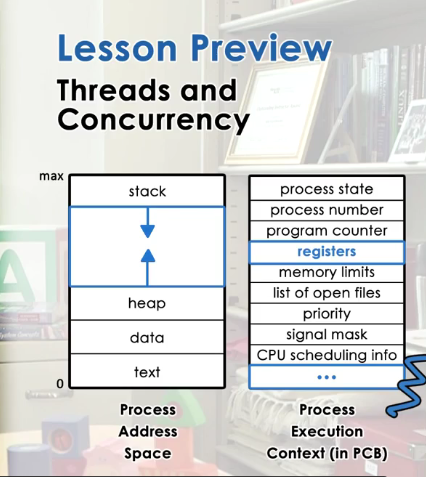 Lesson Preview
Threads and
Concurrency
max
stack
heap
data
text
0
Process
Address
Space
process state
process number
program counter
registers
memory limits
list of open files
priority
signal mask
CPU scheduling info
...
Process
Execution
Context (in PCB)